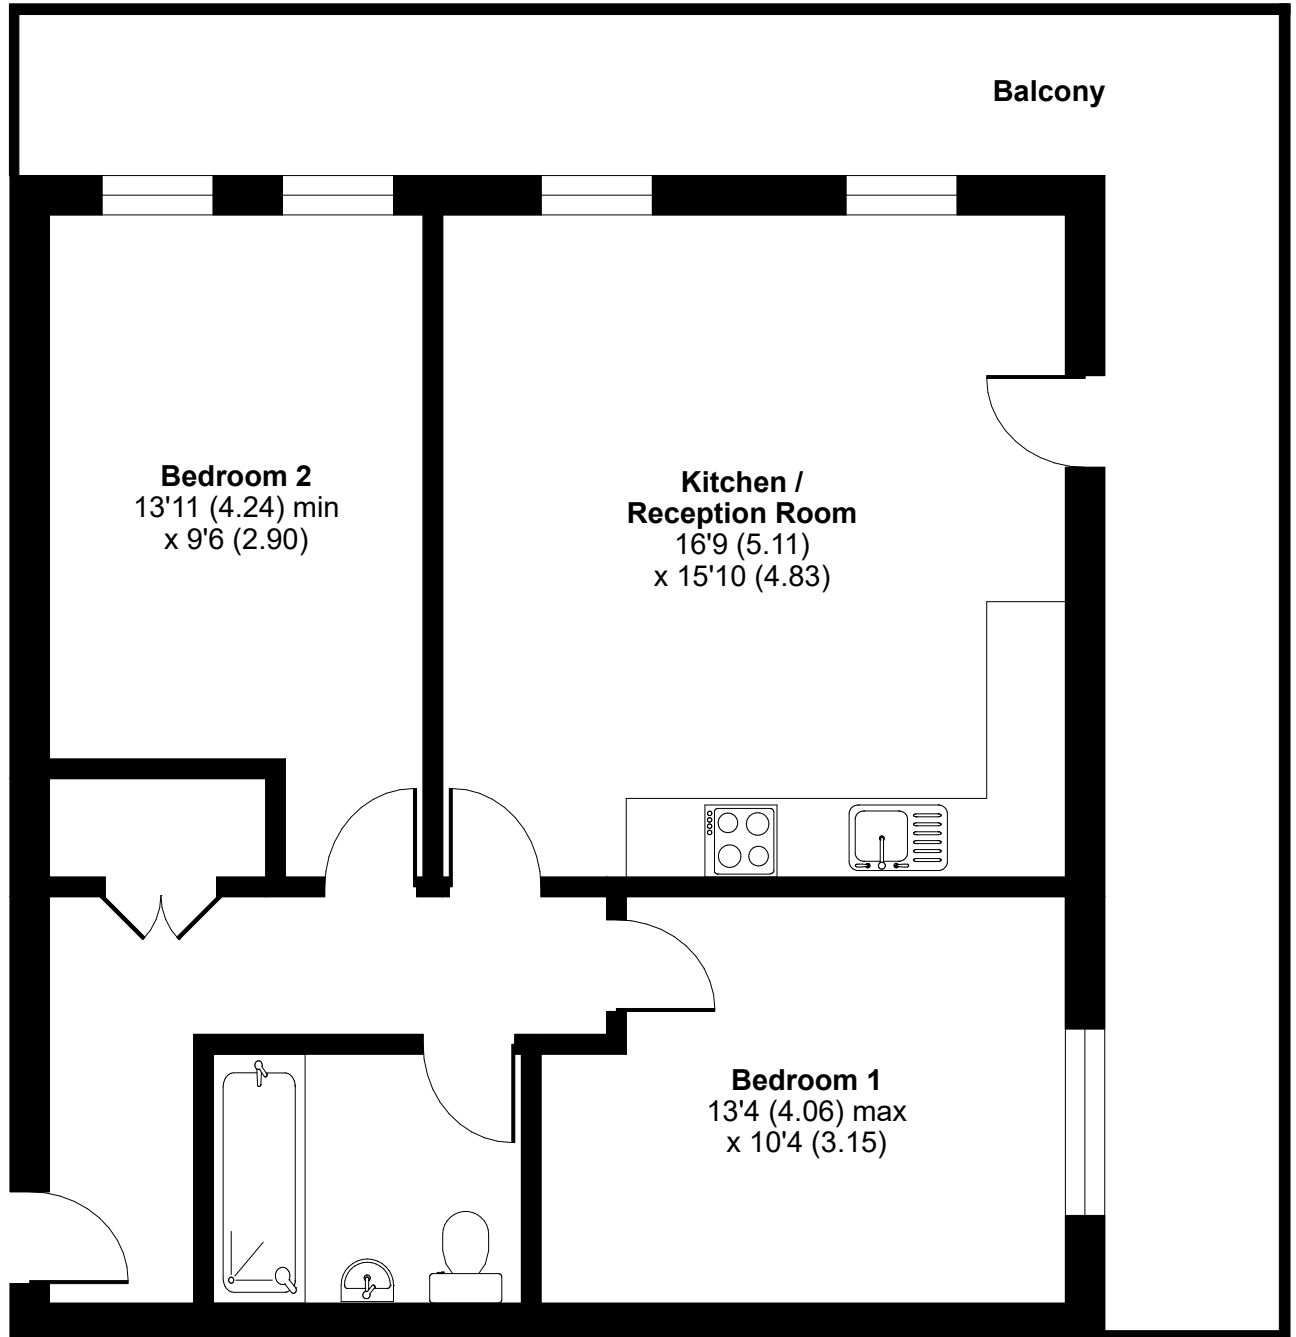 Balcony
Bedroom 2
13'11 (4.24) min
x 9'6 (2.90)
Kitchen /
Reception Room
16'9 (5.11)
x 15'10 (4.83)
Bedroom 1
13'4 (4.06) max
x 10'4 (3.15)